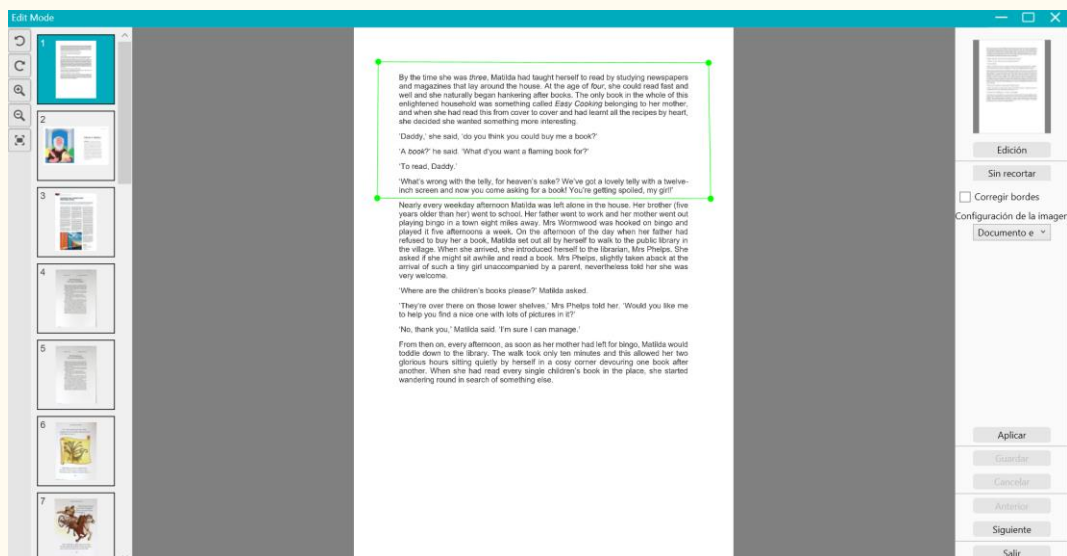 Edit Mode
1
2
3
4
5
6
7
By the time she was three, Matilda had taught herself to read by studying newspapers
and magazines that lay around the house. At the age of four, she could read fast and
well and she naturally began hankering after books. The only book in the whole of this
enlightened household was something called Easy Cooking belonging to her mother,
and when she had read this from cover to cover and had learnt all the recipes by heart,
she decided she wanted something more interesting.
'Daddy,' she said, 'do you think you could buy me a book?'
'A book?' he said. 'What d'you want a flaming book for?'
'To read, Daddy.'
'What's wrong with the telly, for heaven's sake? We've got a lovely telly with a twelve-
inch screen and now you come asking for a book! You're getting spoiled, my girl!'
Nearly every weekday afternoon Matilda was left alone in the house. Her brother (five
years older than her) went to school. Her father went to work and her mother went out
playing bingo in a town eight miles away. Mrs Wormwood was hooked on bingo and
played it five afternoons a week. On the afternoon of the day when her father had
refused to buy her a book, Matilda set out all by herself to walk to the public library in
the village. When she arrived, she introduced herself to the librarian, Mrs Phelps. She
asked if she might sit awhile and read a book. Mrs Phelps, slightly taken aback at the
arrival of such a tiny girl unaccompanied by a parent, nevertheless told her she was
very welcome.
'Where are the children's books please?' Matilda asked.
'They're over there on those lower shelves,' Mrs Phelps told her. 'Would you like me
to help you find a nice one with lots of pictures in it?'
'No, thank you,' Matilda said. 'I'm sure I can manage.'
From then on, every afternoon, as soon as her mother had left for bingo, Matilda would
toddle down to the library. The walk took only ten minutes and this allowed her two
glorious hours sitting quietly by herself in a cosy corner devouring one book after
another. When she had read every single children's book in the place, she started
wandering round in search of something else.
Edición
Sin recortar
Corregir bordes
Configuración de la imagen
Documento e
Aplicar
Guardar
Cancelar
Anterior
Siguiente
Salir